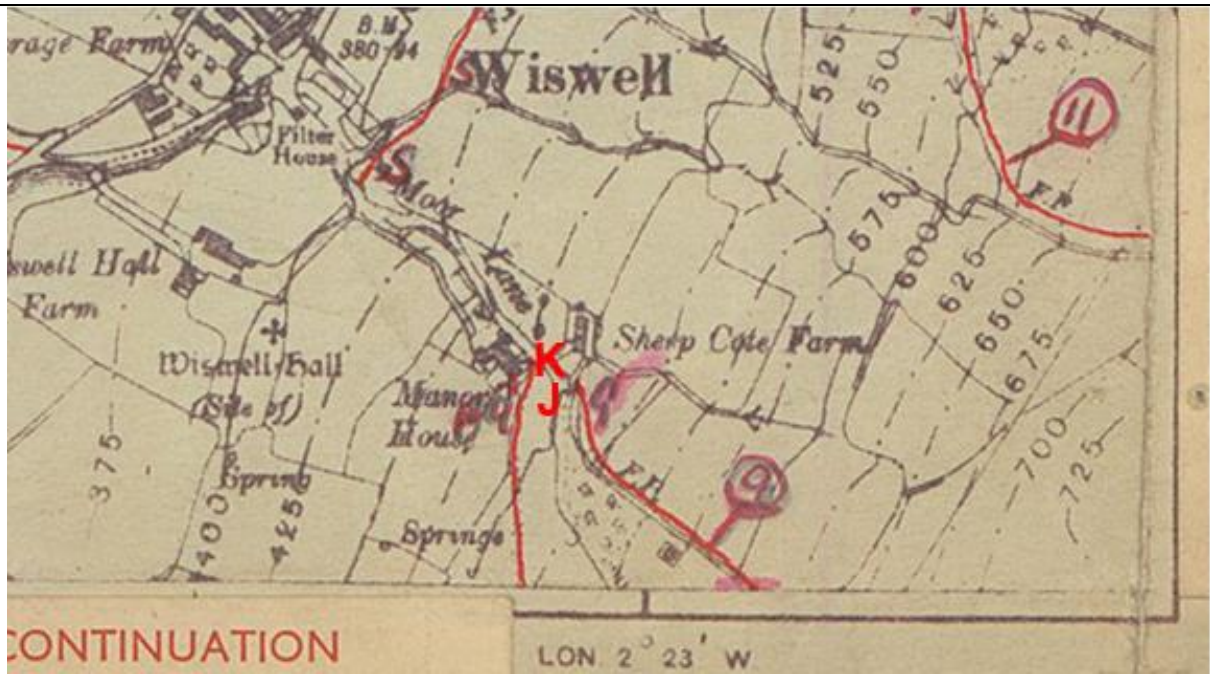 rage Farm
B.M.
380·94
Wiswell
525
550
11
Filter
House
S
S
Moor
Lane
F.P.
575
600
625
650
675
swell Hall
Farm
Wiswell Hall
(Site of)
Sheep Cote Farm
K
J
Manor
House
9
9
F.P.
375
Spring
400
425
Springs
700
725
CONTINUATION
LON. 2° 23' W.